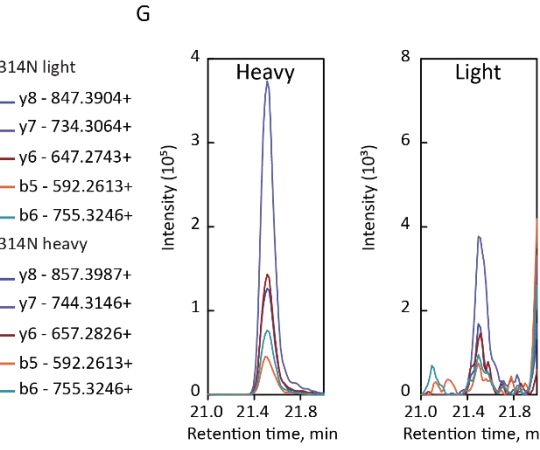 G
314N light
y8 - 847.3904+
y7 - 734.3064+
y6 - 647.2743+
b5 - 592.2613+
b6 - 755.3246+
314N heavy
y8 - 857.3987+
y7 - 744.3146+
y6 - 657.2826+
b5 - 592.2613+
b6 - 755.3246+
Heavy
Intensity (10⁵)
4
3
2
1
0
21.0 21.4 21.8
Retention time, min
Light
Intensity (10³)
8
6
4
2
0
21.0 21.4 21.8
Retention time, m